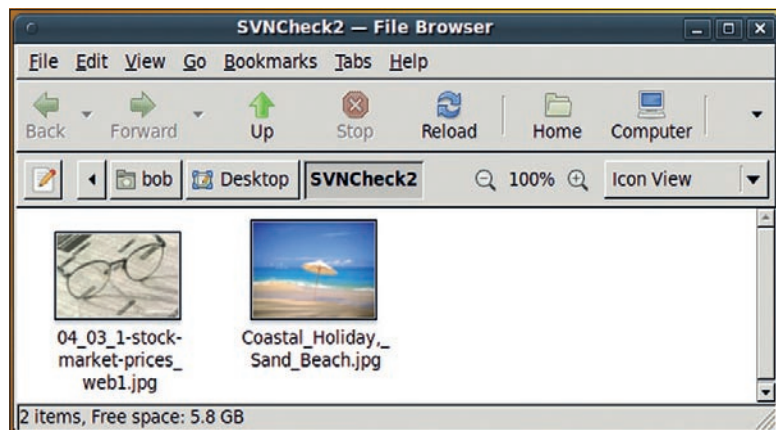 SVNCheck2 — File Browser
File Edit View Go Bookmarks Tabs Help
Back Forward Up Stop Reload Home Computer
bob Desktop SVNCheck2 100% Icon View
04_03_1-stock-
market-prices_
web1.jpg
Coastal_Holiday,_
Sand_Beach.jpg
2 items, Free space: 5.8 GB